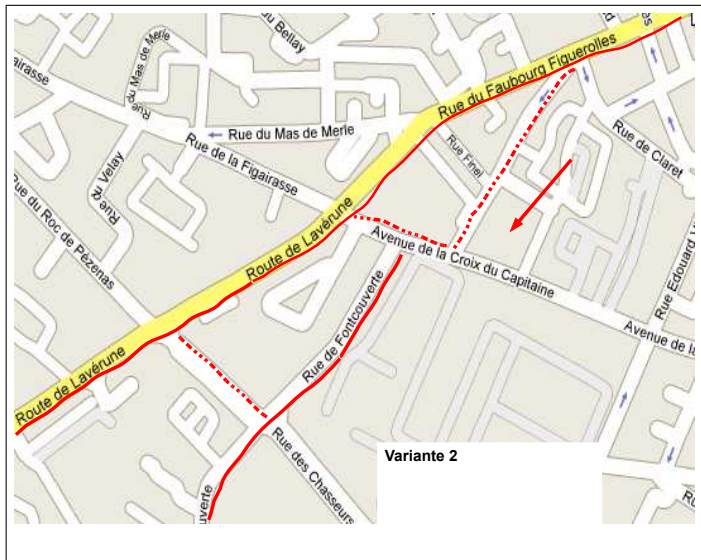 Rue du Mas de Merle
du Bellay
L
Rue du Faubourg Figuerolles
Figairasse
Rue du Mas de Merle
Rue de la Figairasse
Rue Finel
Rue de Claret
Rue du Velay
Rue du Roc de Pézenas
Route de Lavérune
Avenue de la Croix du Capitaine
Rue Edouard
Avenue de la
Rue de Fontcouverte
Route de Lavérune
Rue des Chasseurs
uverte
Variante 2
Ru